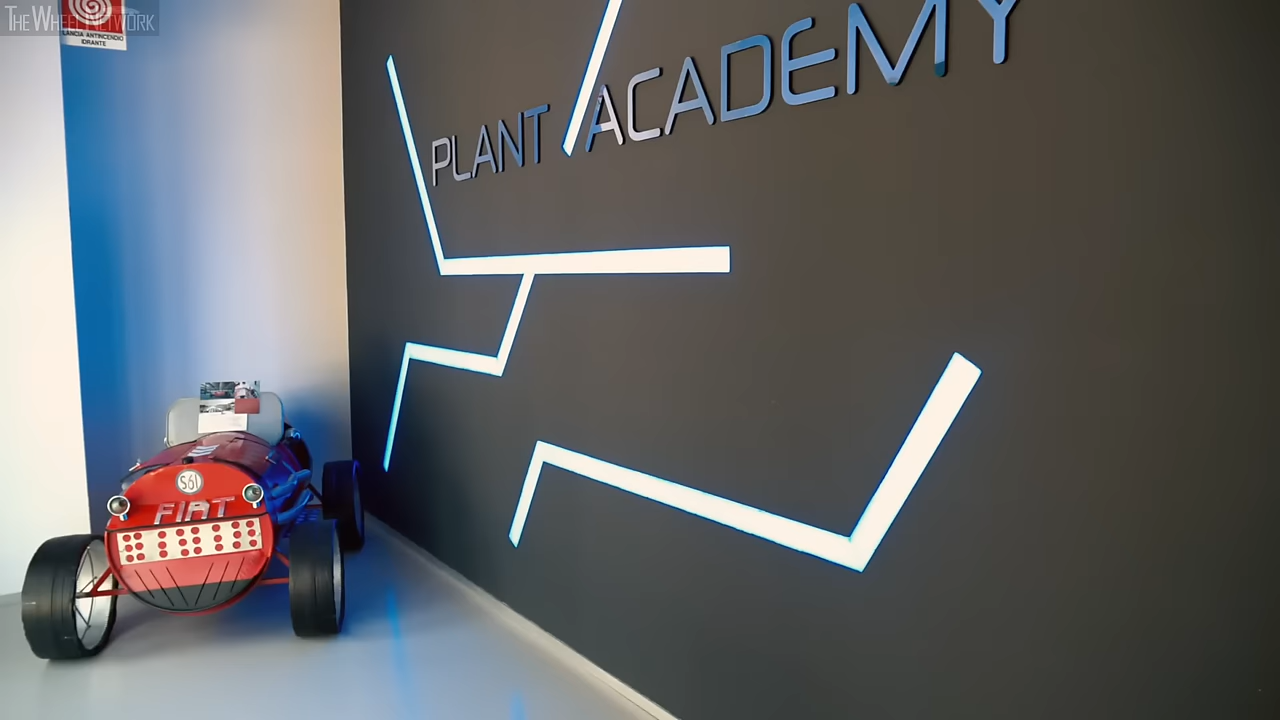 THE WHEEL NETWORK
LANCIA ANTINCENDIO
IDRANTE
PLANT ACADEMY
S61
FIAT